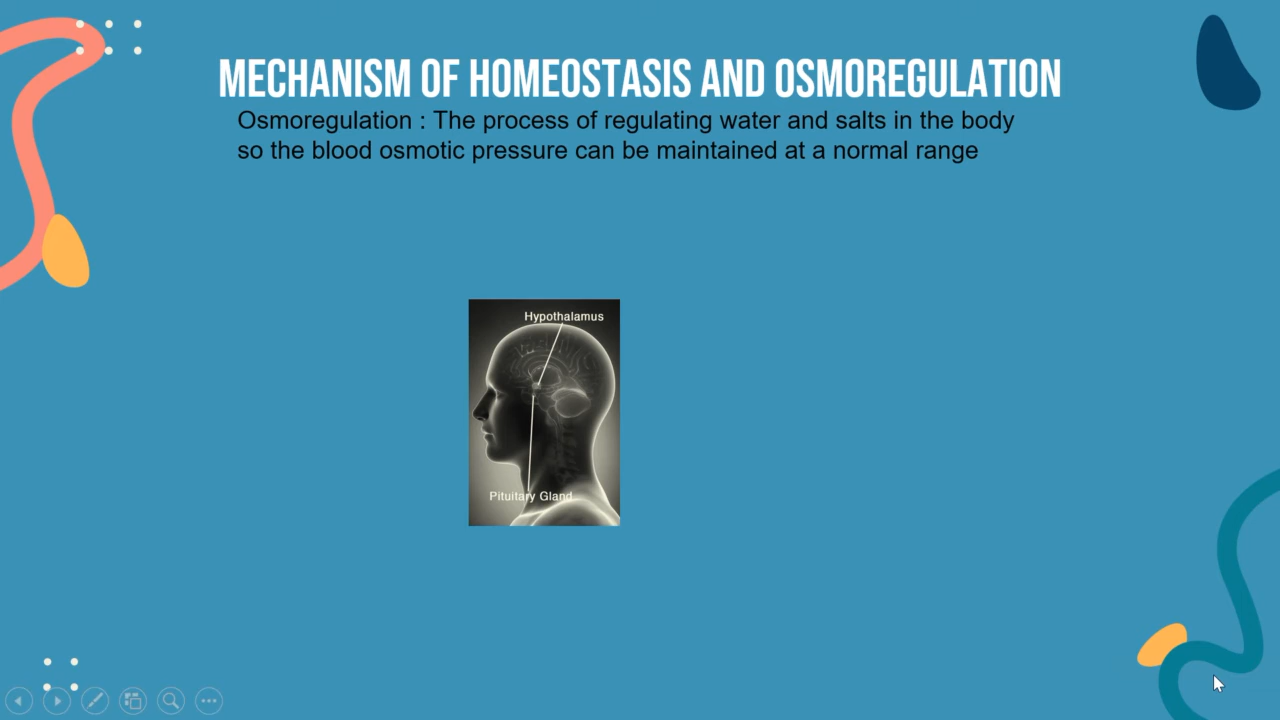 MECHANISM OF HOMEOSTASIS AND OSMOREGULATION
Osmoregulation : The process of regulating water and salts in the body
so the blood osmotic pressure can be maintained at a normal range
Hypothalamus
Pituitary Gland